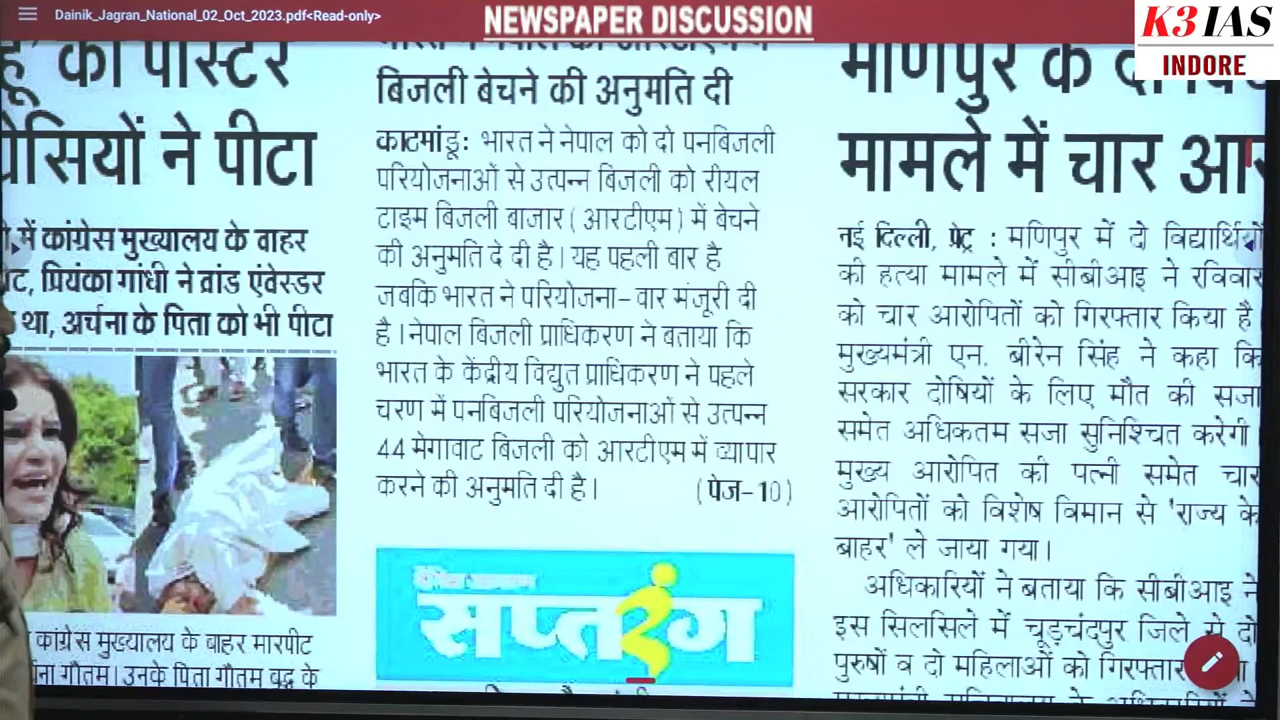 Dainik_Jagran_National_02_Oct_2023.pdf<Read-only>
NEWSPAPER DISCUSSION
K3 IAS
INDORE
को पोस्टर
ने पीटा
में कांग्रेस मुख्यालय के बाहर
प्रियंका गांधी ने ब्रांड एंबेस्डर
था, अर्चना के पिता को भी पीटा
कांग्रेस मुख्यालय के बाहर मारपीट
गौतम। उनके पिता गौतम बुद्ध के
बिजली बेचने की अनुमति दी
काठमांडू: भारत ने नेपाल को दो पनबिजली
परियोजनाओं से उत्पन्न बिजली को रीयल
टाइम बिजली बाजार (आरटीएम) में बेचने
की अनुमति दे दी है। यह पहली बार है
जबकि भारत ने परियोजना-वार मंजूरी दी
है। नेपाल बिजली प्राधिकरण ने बताया कि
भारत के केंद्रीय विद्युत प्राधिकरण ने पहले
चरण में पनबिजली परियोजनाओं से उत्पन्न
44 मेगावाट बिजली को आरटीएम में व्यापार
करने की अनुमति दी है। (पेज-10)
सप्तरंग
मणिपुर के
मामले में चार
नई दिल्ली, प्रेट्र : मणिपुर में दो विद्यार्थियों
की हत्या मामले में सीबीआइ ने रविवार
को चार आरोपितों को गिरफ्तार किया है
मुख्यमंत्री एन. बीरेन सिंह ने कहा कि
सरकार दोषियों के लिए मौत की सजा
समेत अधिकतम सजा सुनिश्चित करेगी
मुख्य आरोपित की पत्नी समेत चार
आरोपितों को विशेष विमान से 'राज्य के
बाहर' ले जाया गया।
अधिकारियों ने बताया कि सीबीआइ ने
इस सिलसिले में चूड़चंदपुर जिले से दो
पुरुषों व दो महिलाओं को गिरफ्तार